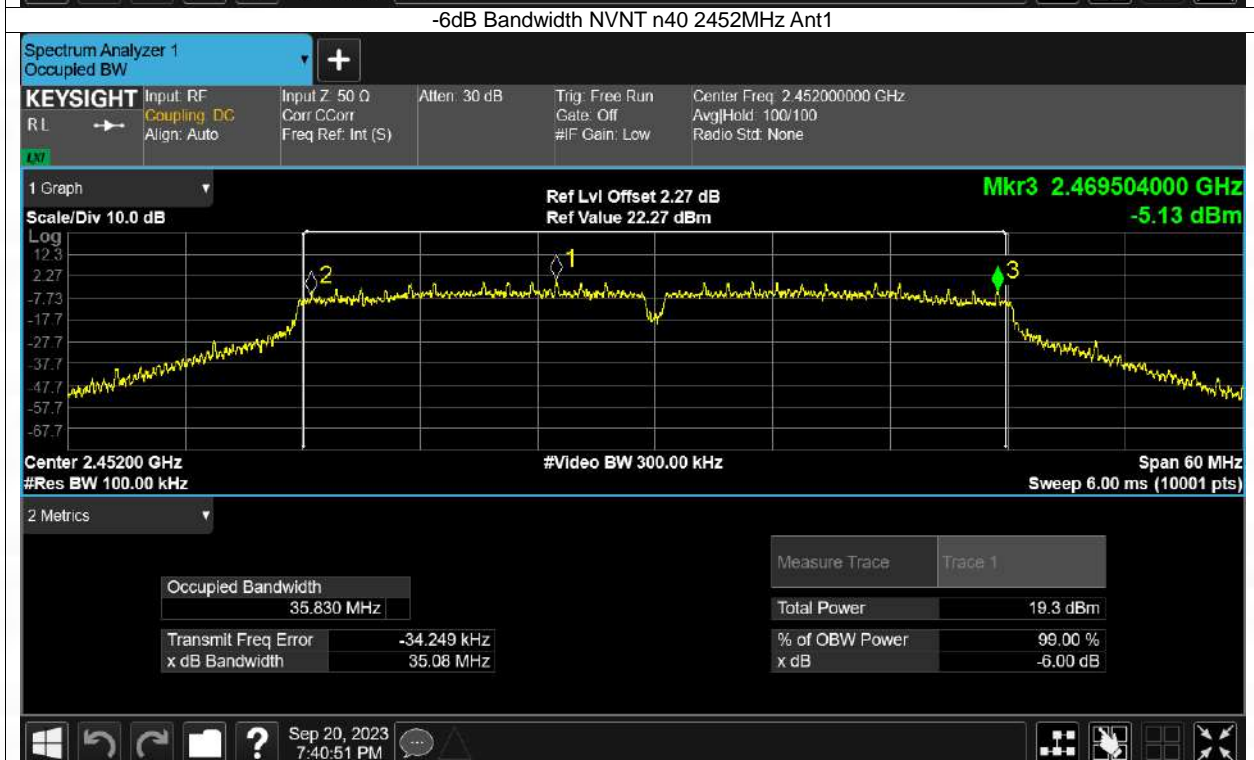 -6dB Bandwidth NVNT n40 2452MHz Ant1
Spectrum Analyzer 1
Occupied BW
+
KEYSIGHT
RL
LXI
Input: RF
Coupling: DC
Align: Auto
Input Z: 50 Ω
Corr CCorr
Freq Ref: Int (S)
Atten: 30 dB
Trig: Free Run
Gate: Off
#IF Gain: Low
Center Freq: 2.452000000 GHz
Avg|Hold: 100/100
Radio Std: None
1 Graph
Scale/Div 10.0 dB
Ref Lvl Offset 2.27 dB
Ref Value 22.27 dBm
Mkr3 2.469504000 GHz
-5.13 dBm
Log
12.3
2.27
-7.73
-17.7
-27.7
-37.7
-47.7
-57.7
-67.7
2
1
3
Center 2.45200 GHz
#Res BW 100.00 kHz
#Video BW 300.00 kHz
Span 60 MHz
Sweep 6.00 ms (10001 pts)
2 Metrics
Occupied Bandwidth
35.830 MHz
Transmit Freq Error -34.249 kHz
x dB Bandwidth 35.08 MHz
Measure Trace Trace 1
Total Power 19.3 dBm
% of OBW Power 99.00 %
x dB -6.00 dB
?
Sep 20, 2023
7:40:51 PM